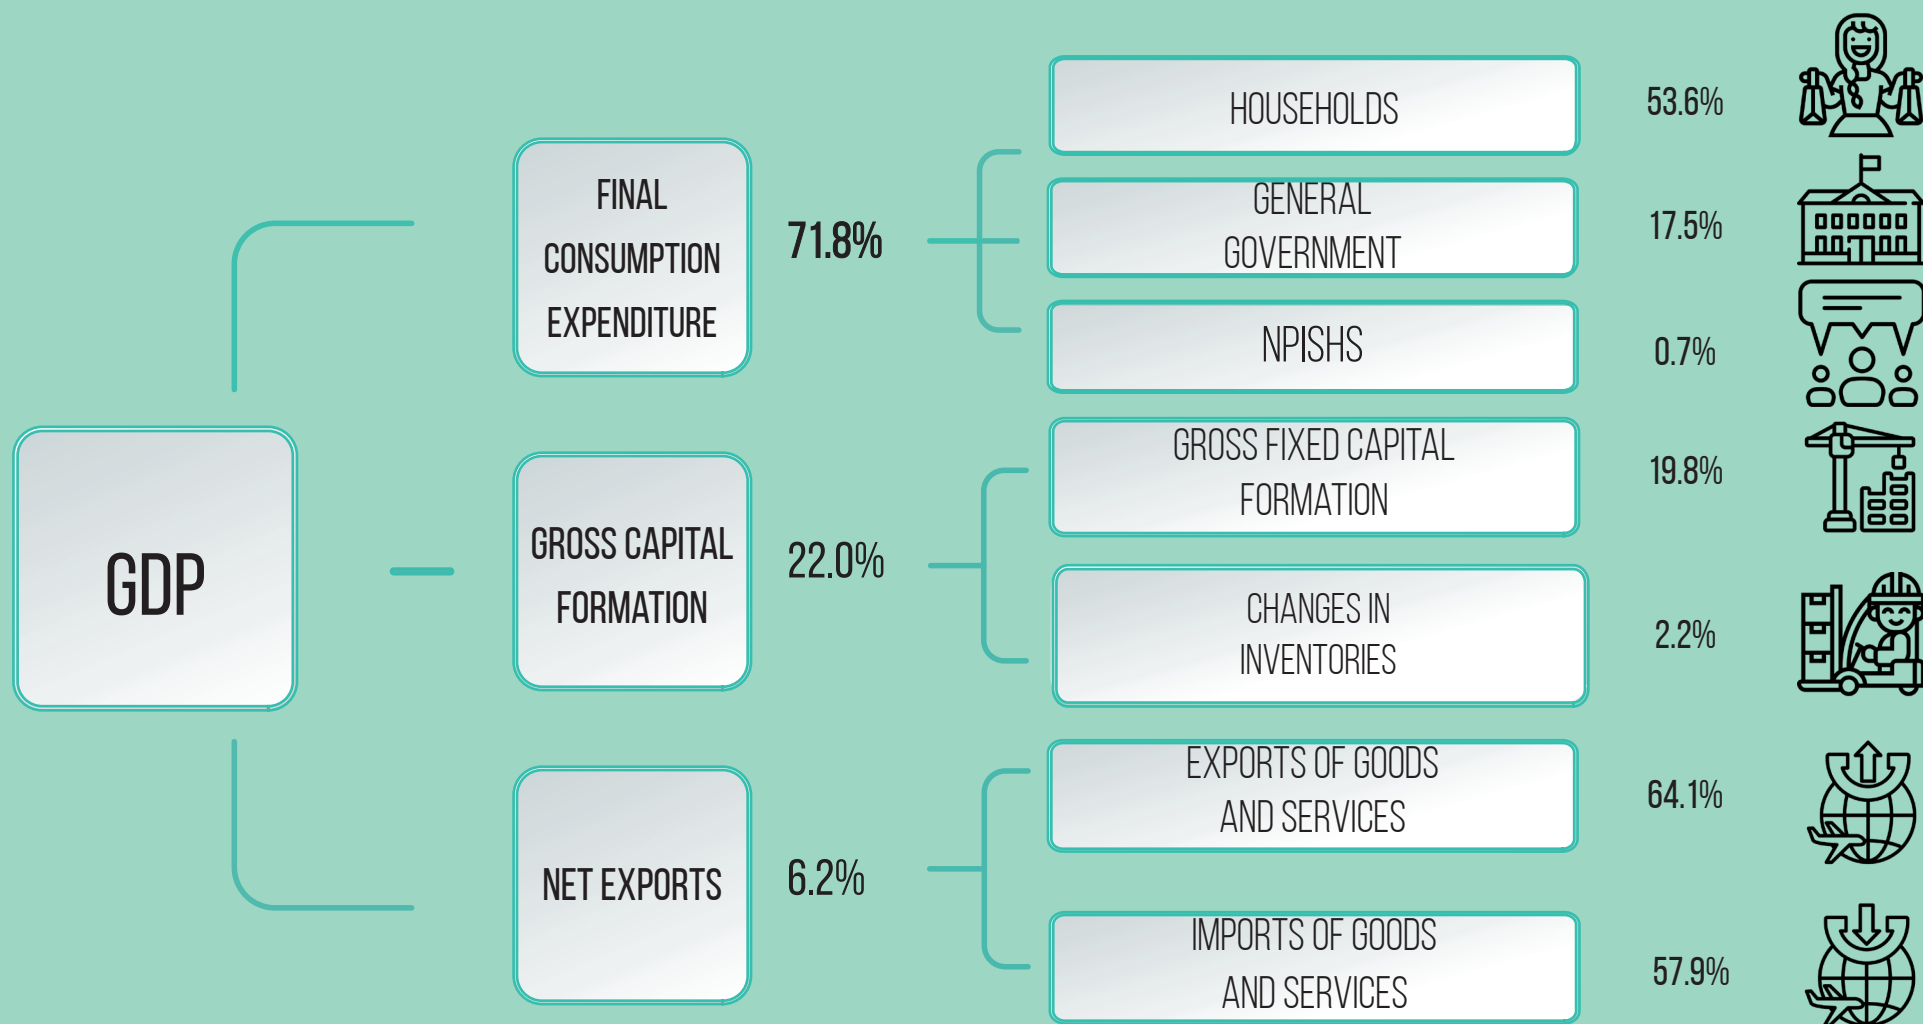 GDP
FINAL
CONSUMPTION
EXPENDITURE
71.8%
HOUSEHOLDS
53.6%
GENERAL
GOVERNMENT
17.5%
NPISHS
0.7%
GROSS CAPITAL
FORMATION
22.0%
GROSS FIXED CAPITAL
FORMATION
19.8%
CHANGES IN
INVENTORIES
2.2%
NET EXPORTS
6.2%
EXPORTS OF GOODS
AND SERVICES
64.1%
IMPORTS OF GOODS
AND SERVICES
57.9%